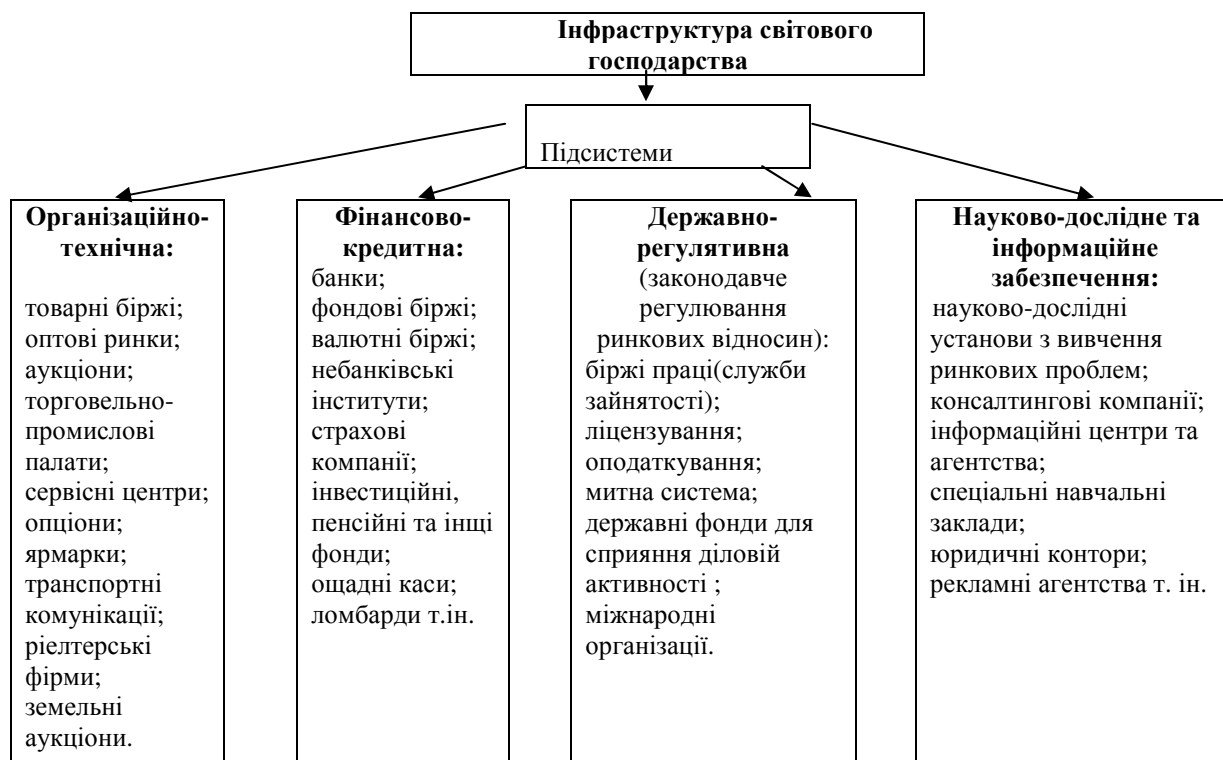 Інфраструктура світового
господарства
Підсистеми
Організаційно-
технічна:
товарні біржі;
оптові ринки;
аукціони;
торговельно-
промислові
палати;
сервісні центри;
опціони;
ярмарки;
транспортні
комунікації;
ріелтерські
фірми;
земельні
аукціони.
Фінансово-
кредитна:
банки;
фондові біржі;
валютні біржі;
небанківські
інститути;
страхові
компанії;
інвестиційні,
пенсійні та інщі
фонди;
ощадні каси;
ломбарди т.ін.
Державно-
регулятивна
(законодавче
регулювання
ринкових відносин):
біржі праці(служби
зайнятості);
ліцензування;
оподаткування;
митна система;
державні фонди для
сприяння діловій
активності ;
міжнародні
організації.
Науково-дослідне та
інформаційне
забезпечення:
науково-дослідні
установи з вивчення
ринкових проблем;
консалтингові компанії;
інформаційні центри та
агентства;
спеціальні навчальні
заклади;
юридичні контори;
рекламні агентства т. ін.